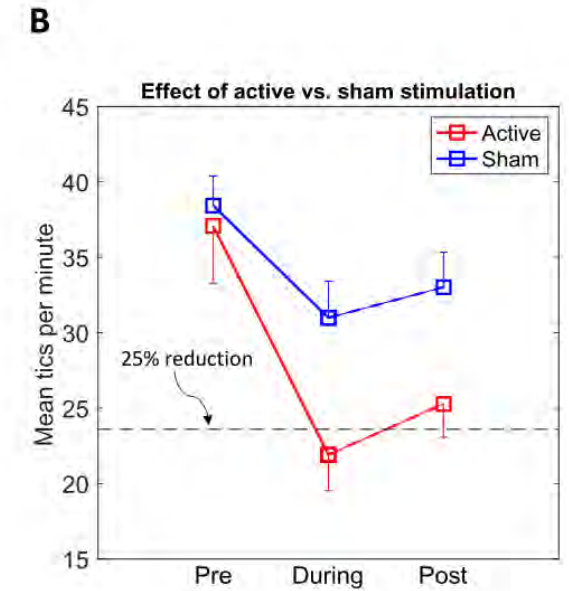 B
Effect of active vs. sham stimulation
45
40
35
30
25
20
15
Mean tics per minute
Active
Sham
25% reduction
Pre During Post